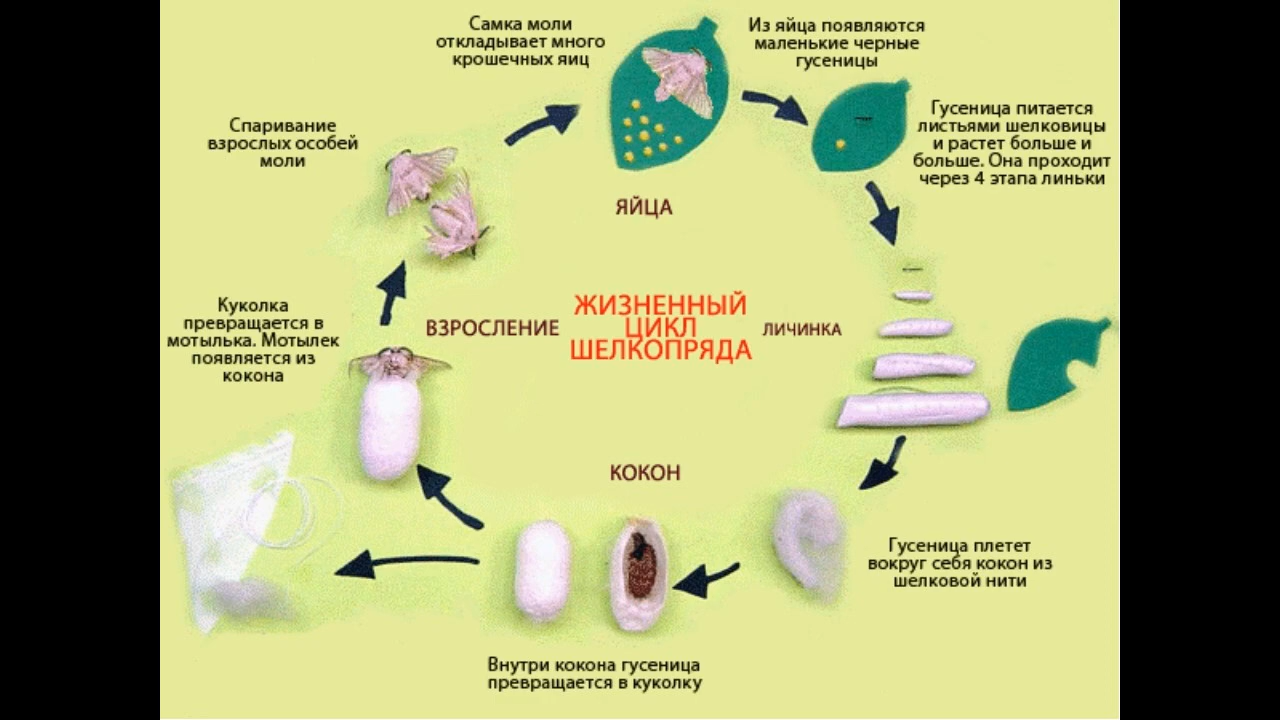 Самка моли
откладывает много
крошечных яиц
Из яйца появляются
маленькие черные
гусеницы
Гусеница питается
листьями шелковицы
и растет больше и
больше. Она проходит
через 4 этапа линьки
Спаривание
взрослых особей
моли
ЯЙЦА
Куколка
превращается в
мотылька. Мотылек
появляется из
кокона
ВЗРОСЛЕНИЕ
ЖИЗНЕННЫЙ
ЦИКЛ
ШЕЛКОПРЯДА
ЛИЧИНКА
КОКОН
Гусеница плетет
вокруг себя кокон из
шелковой нити
Внутри кокона гусеница
превращается в куколку